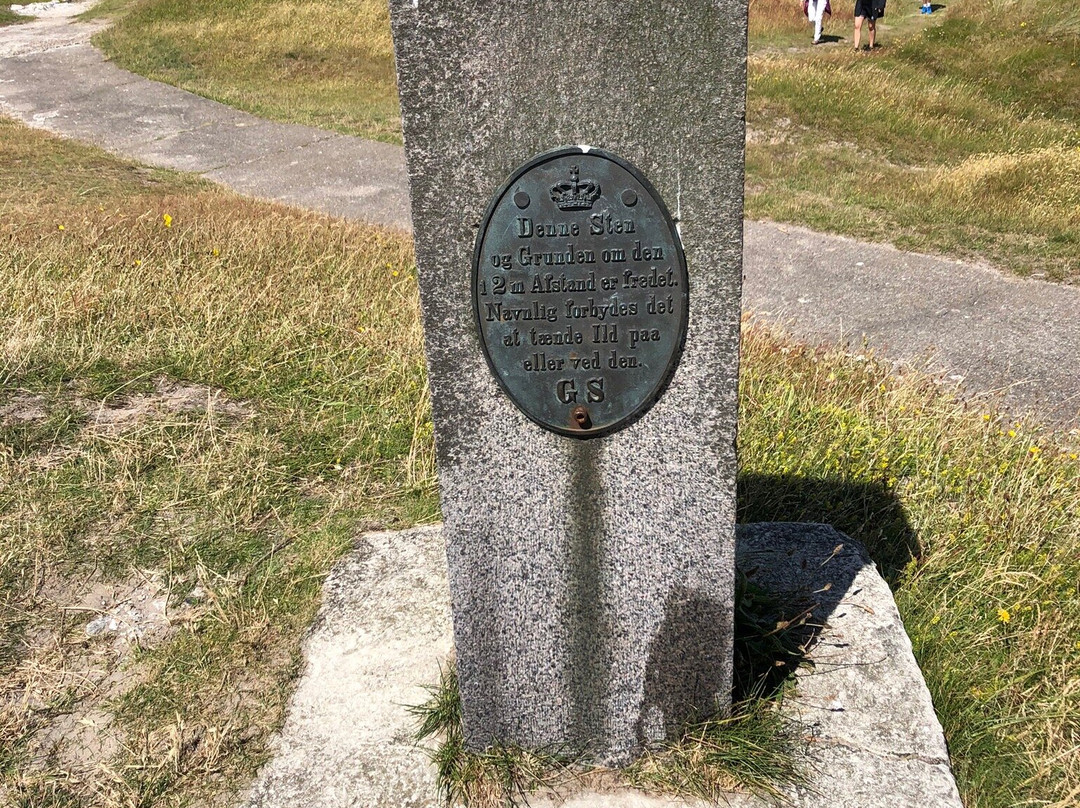 Denne Sten
og Grunden om den
i 2 m Afstand er fredet.
Navnlig forbydes det
at tænde Ild paa
eller ved den.
G S